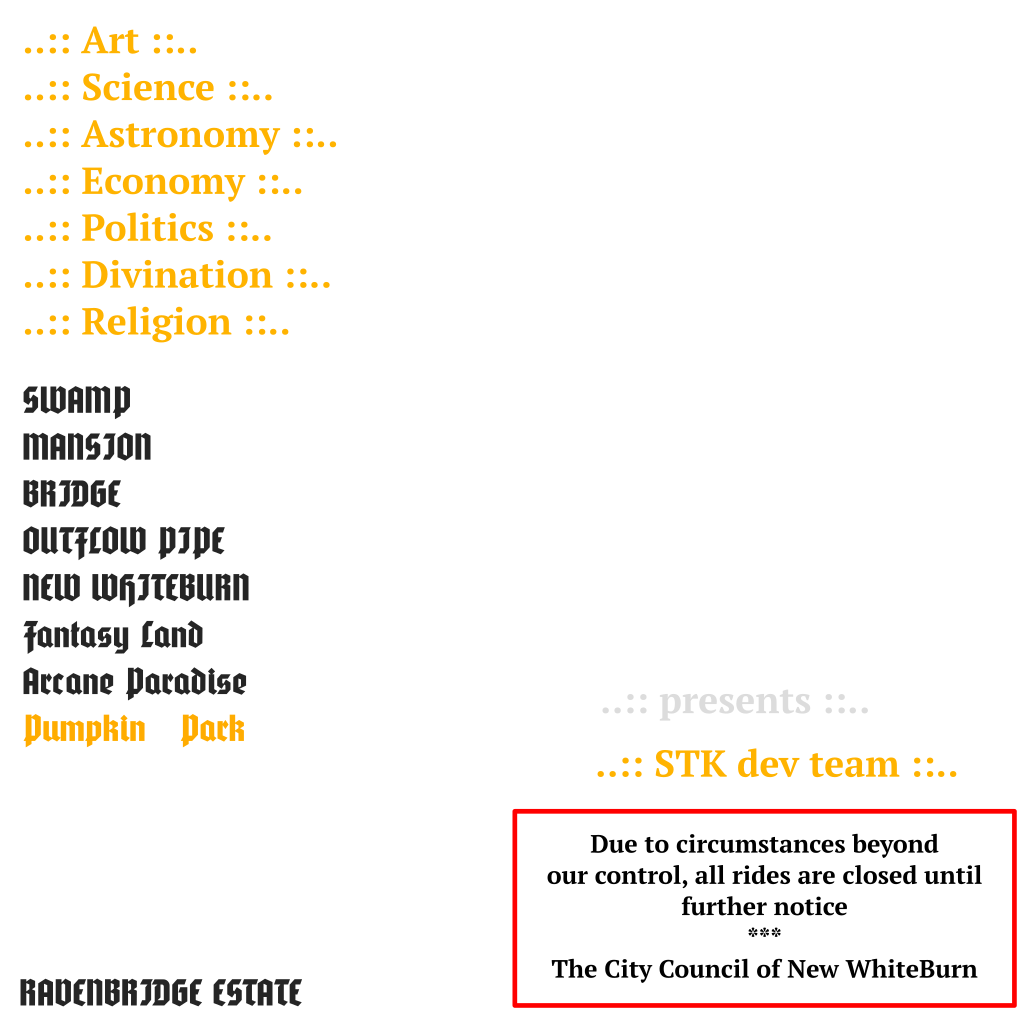 ..:: Art ::..
..:: Science ::..
..:: Astronomy ::..
..:: Economy ::..
..:: Politics ::..
..:: Divination ::..
..:: Religion ::..
SWAMP
MANSION
BRIDGE
OUTFLOW PIPE
NEW WHITEBURN
Fantasy Land
Arcane Paradise
Pumpkin Park
..:: presents ::..
..:: STK dev team ::..
Due to circumstances beyond
our control, all rides are closed until
further notice
***
The City Council of New WhiteBurn
RAVENBRIDGE ESTATE